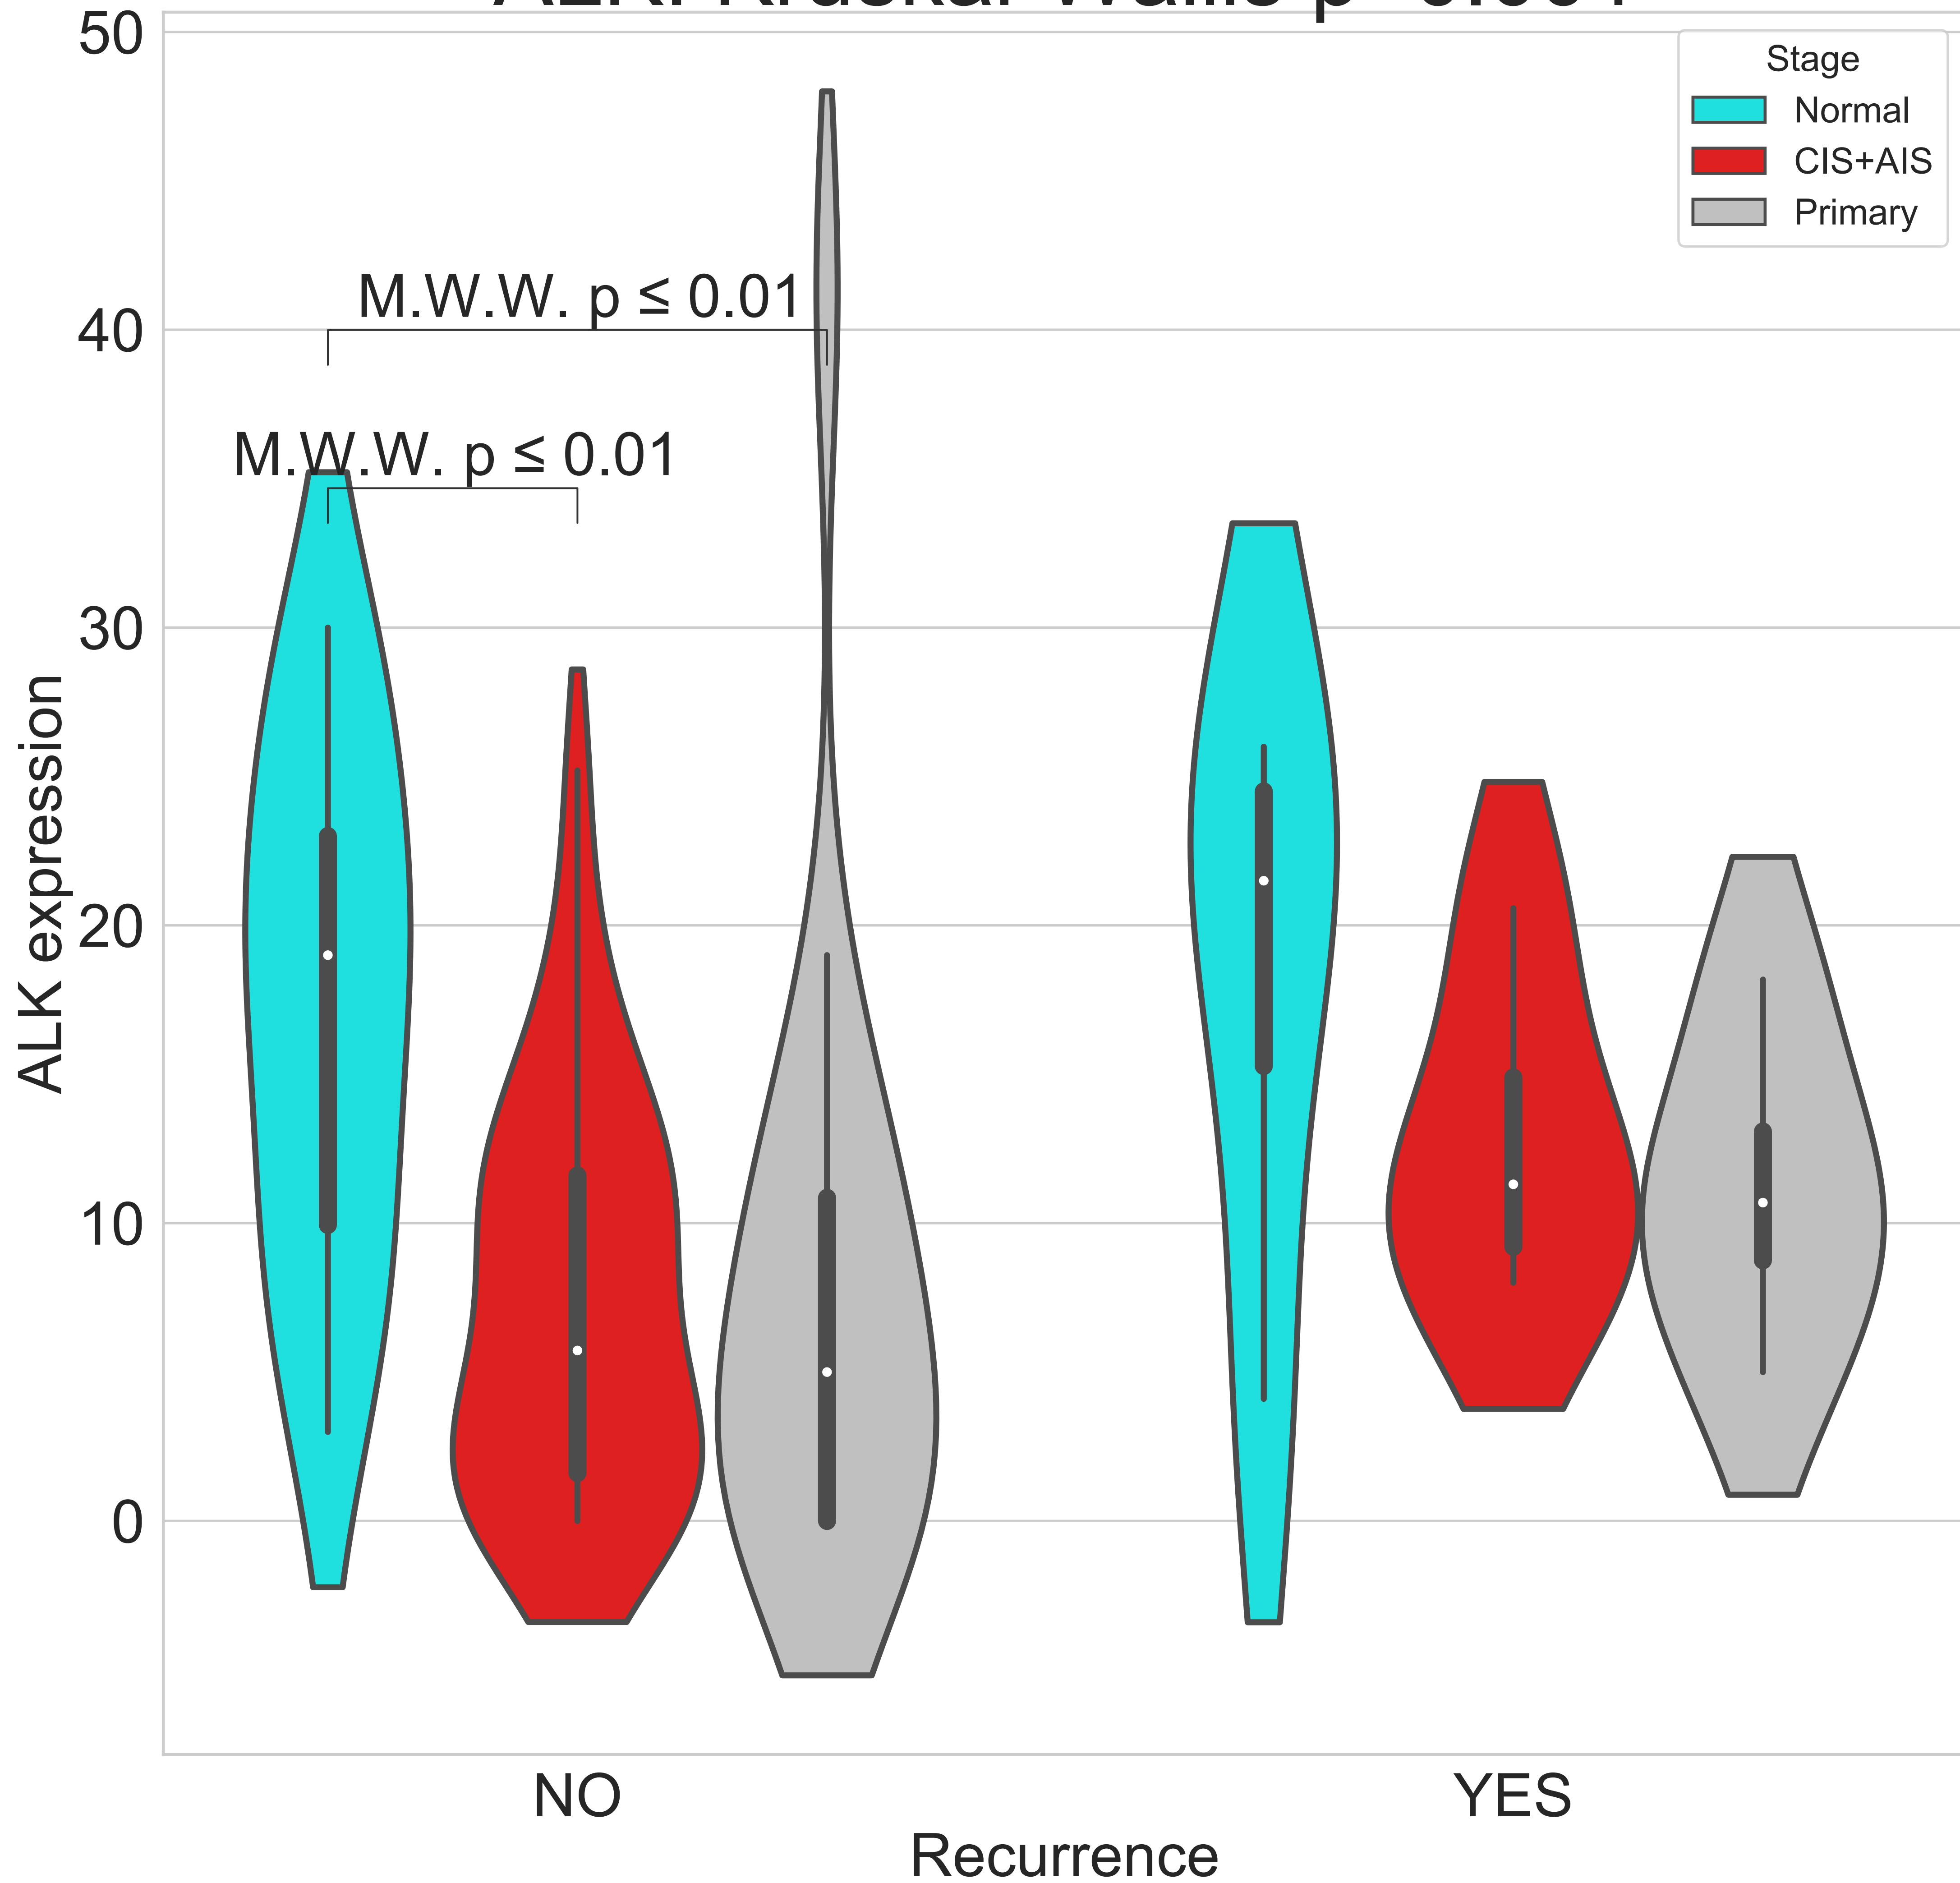 50
40
30
20
10
0
ALK expression
M.W.W. p ≤ 0.01
M.W.W. p ≤ 0.01
Stage
Normal
CIS+AIS
Primary
NO
YES
Recurrence